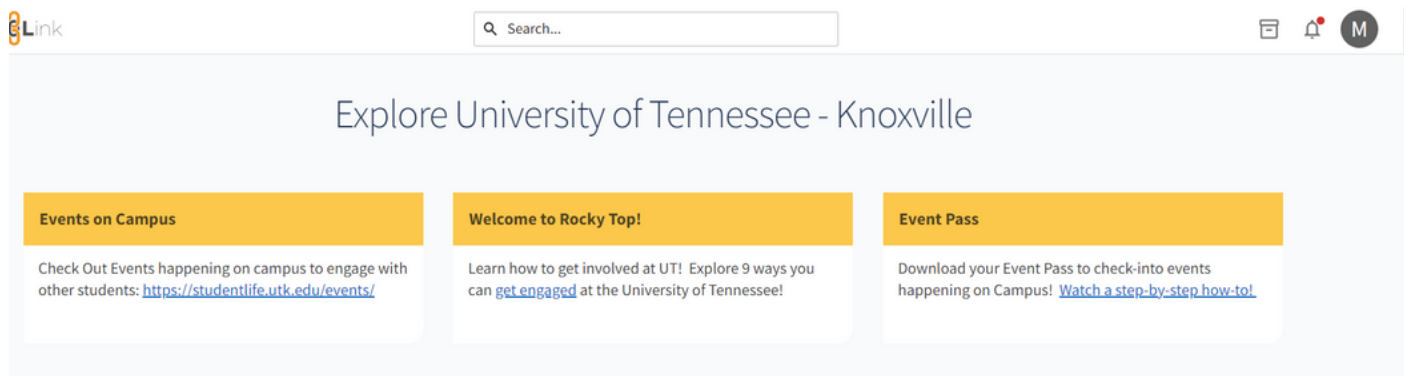 Link
Search...
M
Explore University of Tennessee - Knoxville
Events on Campus
Check Out Events happening on campus to engage with
other students: https://studentlife.utk.edu/events/
Welcome to Rocky Top!
Learn how to get involved at UT!  Explore 9 ways you
can get engaged at the University of Tennessee!
Event Pass
Download your Event Pass to check-into events
happening on Campus!  Watch a step-by-step how-to!